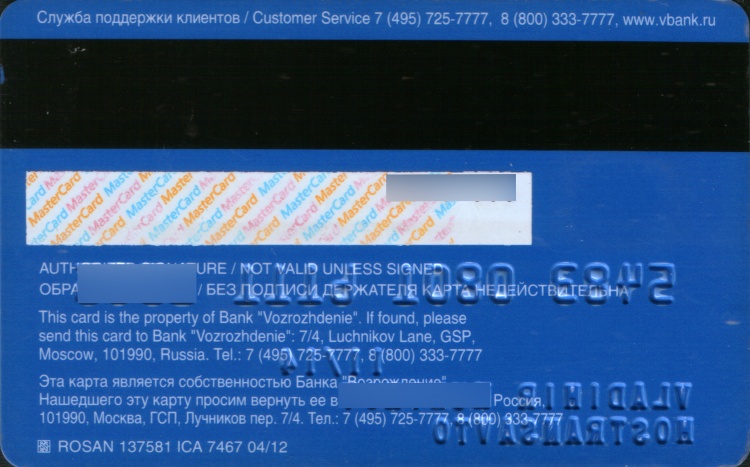 Служба поддержки клиентов / Customer Service 7 (495) 725-7777, 8 (800) 333-7777, www.vbank.ru
MasterCard MasterCard MasterCard MasterCard
/ NOT VALID UNLESS SIGNED
/ БЕЗ ПОДПИСИ ДЕРЖАТЕЛЯ КАРТА НЕДЕЙСТВИТЕЛЬНА
This card is the property of Bank "Vozrozhdenie". If found, please
send this card to Bank "Vozrozhdenie": 7/4, Luchnikov Lane, GSP,
Moscow, 101990, Russia. Tel.: 7 (495) 725-7777, 8 (800) 333-7777
Эта карта является собственностью Банка "Возрождение"
Нашедшего эту карту просим вернуть ее в Россия,
101990, Москва, ГСП, Лучников пер. 7/4. Тел.: 7 (495) 725-7777, 8 (800) 333-7777
VLADIMIR
MOSTRANSAVTO
ROSAN 137581 ICA 7467 04/12